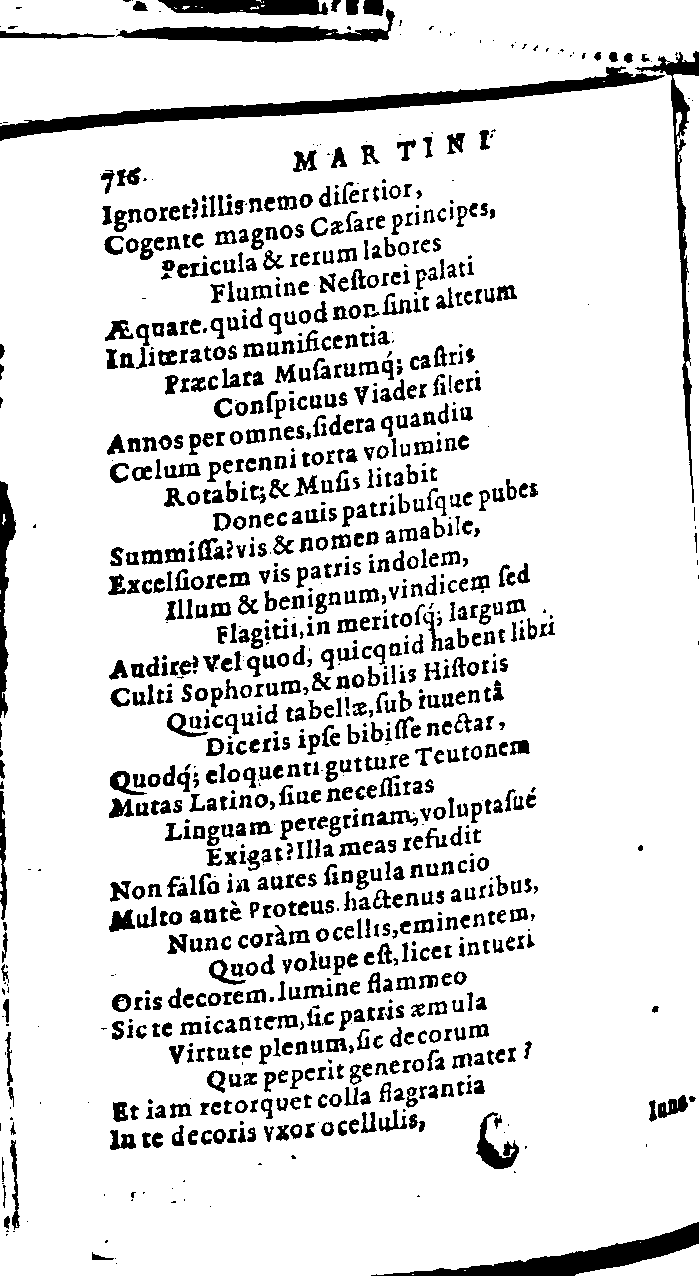 716. MARTINI
Ignoret? illis nemo diſertior,
Cogente magnos Cæſare principes,
Pericula & rerum labores
Flumine Neſtorei palati
Æquare. quid quod non ſinit alterum
In literatos munificentia
Præclara Muſarumq́; caſtris
Conſpicuus Viader ſileri
Annos per omnes, ſidera quandiu
Cœlum perenni torta volumine
Rotabit; & Muſis litabit
Donec auis patribuſque pubes
Summiſſa? vis & nomen amabile,
Excelſiorem vis patris indolem,
Illum & benignum, vindicem ſed
Flagitii, in meritoſq́; largum
Audire? Vel quod, quicquid habent libri
Culti Sophorum, & nobilis Hiſtoris
Quicquid tabellæ, ſub iuuentâ
Diceris ipſe bibiſſe nectar,
Quodq́; eloquenti gutture Teutonem
Mutas Latino, ſiue neceſſitas
Linguam peregrinam, voluptaſué
Exigat? Illa meas refudit
Non falſo in aures ſingula nuncio
Multo antè Proteus. hactenus auribus,
Nunc coràm ocellis, eminentem,
Quod volupe eſt, licet intueri
Oris decorem. lumine flammeo
Sic te micantem, ſic patris æmula
Virtute plenum, ſic decorum
Quæ peperit generoſa mater?
Et iam retorquet colla flagrantia
In te decoris vxor ocellulis,
Iuno-